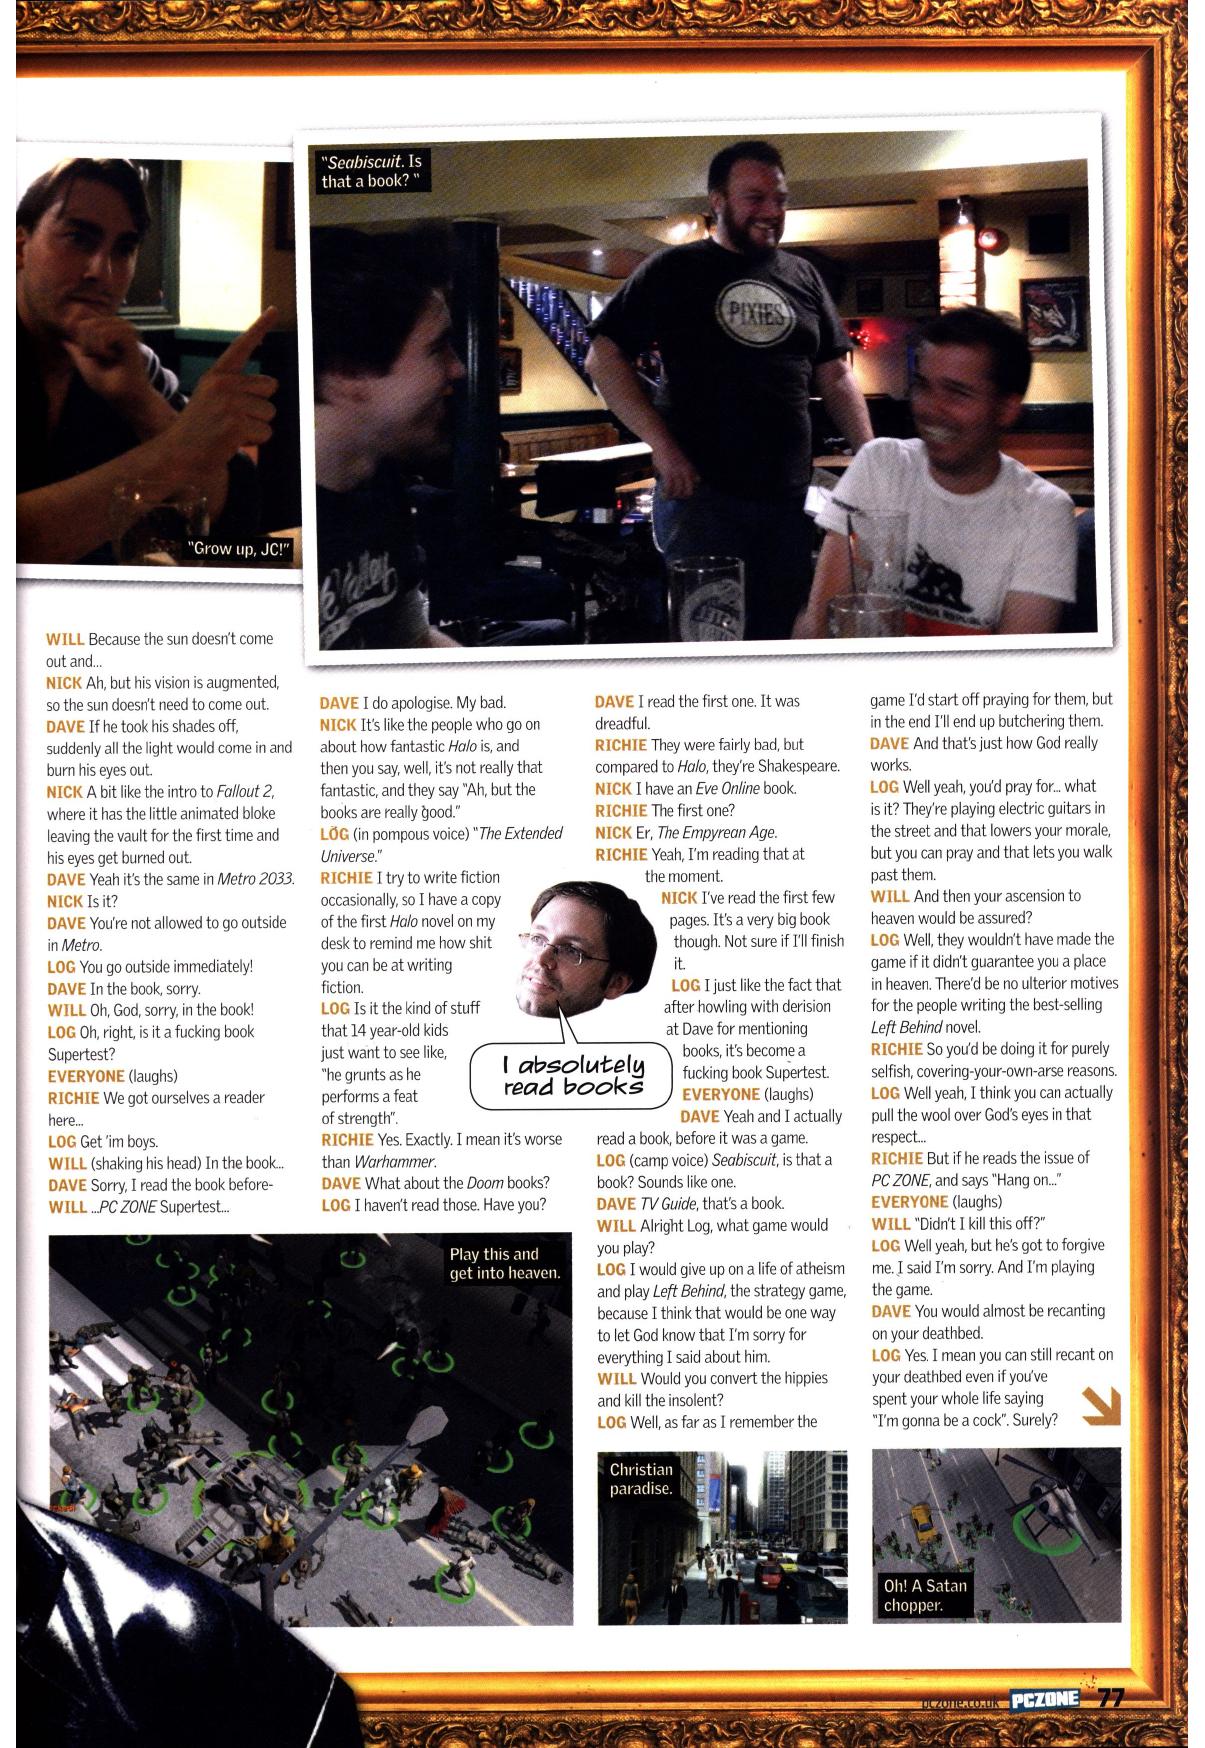 "Seabiscuit. Is
that a book? "
PIXIES
"Grow up, JC!"
WILL Because the sun doesn't come
out and...
NICK Ah, but his vision is augmented,
so the sun doesn't need to come out.
DAVE If he took his shades off,
suddenly all the light would come in and
burn his eyes out.
NICK A bit like the intro to Fallout 2,
where it has the little animated bloke
leaving the vault for the first time and
his eyes get burned out.
DAVE Yeah it's the same in Metro 2033.
NICK Is it?
DAVE You're not allowed to go outside
in Metro.
LOG You go outside immediately!
DAVE In the book, sorry.
WILL Oh, God, sorry, in the book!
LOG Oh, right, is it a fucking book
Supertest?
EVERYONE (laughs)
RICHIE We got ourselves a reader
here...
LOG Get 'im boys.
WILL (shaking his head) In the book...
DAVE Sorry, I read the book before-
WILL ...PC ZONE Supertest...
DAVE I do apologise. My bad.
NICK It's like the people who go on
about how fantastic Halo is, and
then you say, well, it's not really that
fantastic, and they say "Ah, but the
books are really good."
LOG (in pompous voice) "The Extended
Universe."
RICHIE I try to write fiction
occasionally, so I have a copy
of the first Halo novel on my
desk to remind me how shit
you can be at writing
fiction.
LOG Is it the kind of stuff
that 14 year-old kids
just want to see like,
"he grunts as he
performs a feat
of strength".
RICHIE Yes. Exactly. I mean it's worse
than Warhammer.
DAVE What about the Doom books?
LOG I haven't read those. Have you?
I absolutely
read books
DAVE I read the first one. It was
dreadful.
RICHIE They were fairly bad, but
compared to Halo, they're Shakespeare.
NICK I have an Eve Online book.
RICHIE The first one?
NICK Er, The Empyrean Age.
RICHIE Yeah, I'm reading that at
the moment.
NICK I've read the first few
pages. It's a very big book
though. Not sure if I'll finish
it.
LOG I just like the fact that
after howling with derision
at Dave for mentioning
books, it's become a
fucking book Supertest.
EVERYONE (laughs)
DAVE Yeah and I actually
read a book, before it was a game.
LOG (camp voice) Seabiscuit, is that a
book? Sounds like one.
DAVE TV Guide, that's a book.
WILL Alright Log, what game would
you play?
LOG I would give up on a life of atheism
and play Left Behind, the strategy game,
because I think that would be one way
to let God know that I'm sorry for
everything I said about him.
WILL Would you convert the hippies
and kill the insolent?
LOG Well, as far as I remember the
game I'd start off praying for them, but
in the end I'll end up butchering them.
DAVE And that's just how God really
works.
LOG Well yeah, you'd pray for... what
is it? They're playing electric guitars in
the street and that lowers your morale,
but you can pray and that lets you walk
past them.
WILL And then your ascension to
heaven would be assured?
LOG Well, they wouldn't have made the
game if it didn't guarantee you a place
in heaven. There'd be no ulterior motives
for the people writing the best-selling
Left Behind novel.
RICHIE So you'd be doing it for purely
selfish, covering-your-own-arse reasons.
LOG Well yeah, I think you can actually
pull the wool over God's eyes in that
respect...
RICHIE But if he reads the issue of
PC ZONE, and says "Hang on..."
EVERYONE (laughs)
WILL "Didn't I kill this off?"
LOG Well yeah, but he's got to forgive
me. I said I'm sorry. And I'm playing
the game.
DAVE You would almost be recanting
on your deathbed.
LOG Yes. I mean you can still recant on
your deathbed even if you've
spent your whole life saying
"I'm gonna be a cock". Surely?
Play this and
get into heaven.
Christian
paradise.
Oh! A Satan
chopper.
pczone.co.uk PCZONE 77